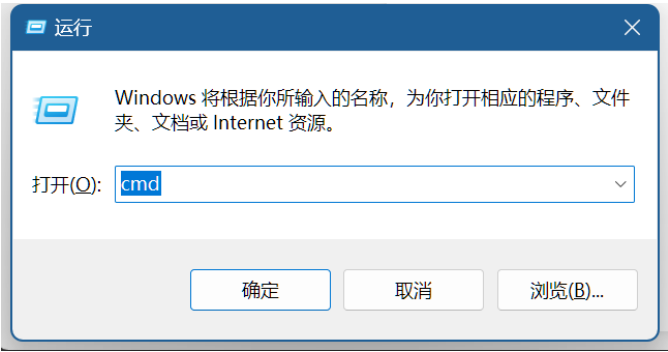 运行
Windows 将根据你所输入的名称，为你打开相应的程序、文件
夹、文档或 Internet 资源。
打开(O): cmd
确定 取消 浏览(B)...